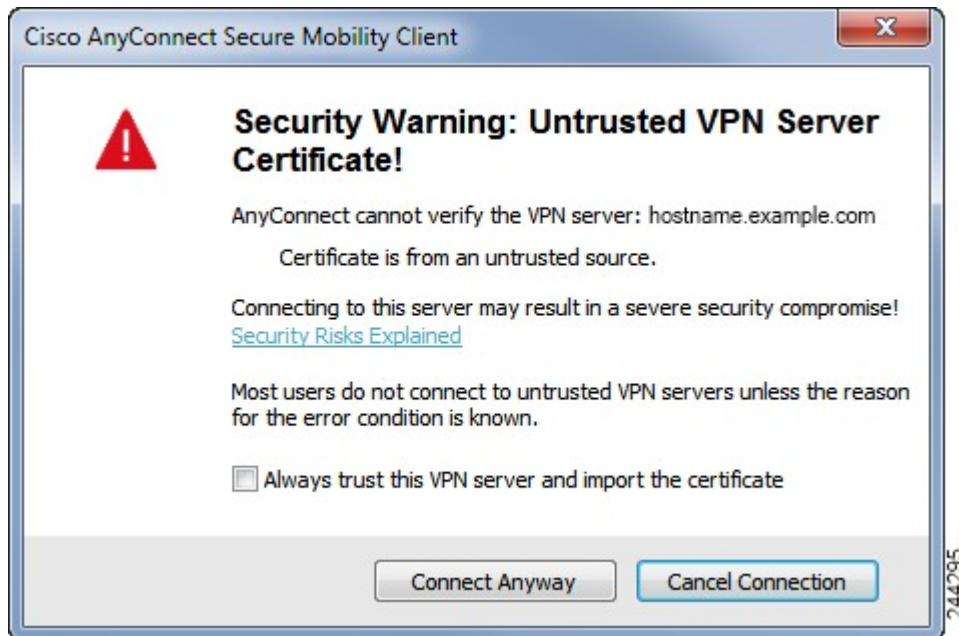 Cisco AnyConnect Secure Mobility Client
Security Warning: Untrusted VPN Server
Certificate!
AnyConnect cannot verify the VPN server: hostname.example.com
Certificate is from an untrusted source.
Connecting to this server may result in a severe security compromise!
Security Risks Explained
Most users do not connect to untrusted VPN servers unless the reason
for the error condition is known.
Always trust this VPN server and import the certificate
Connect Anyway
Cancel Connection
244295